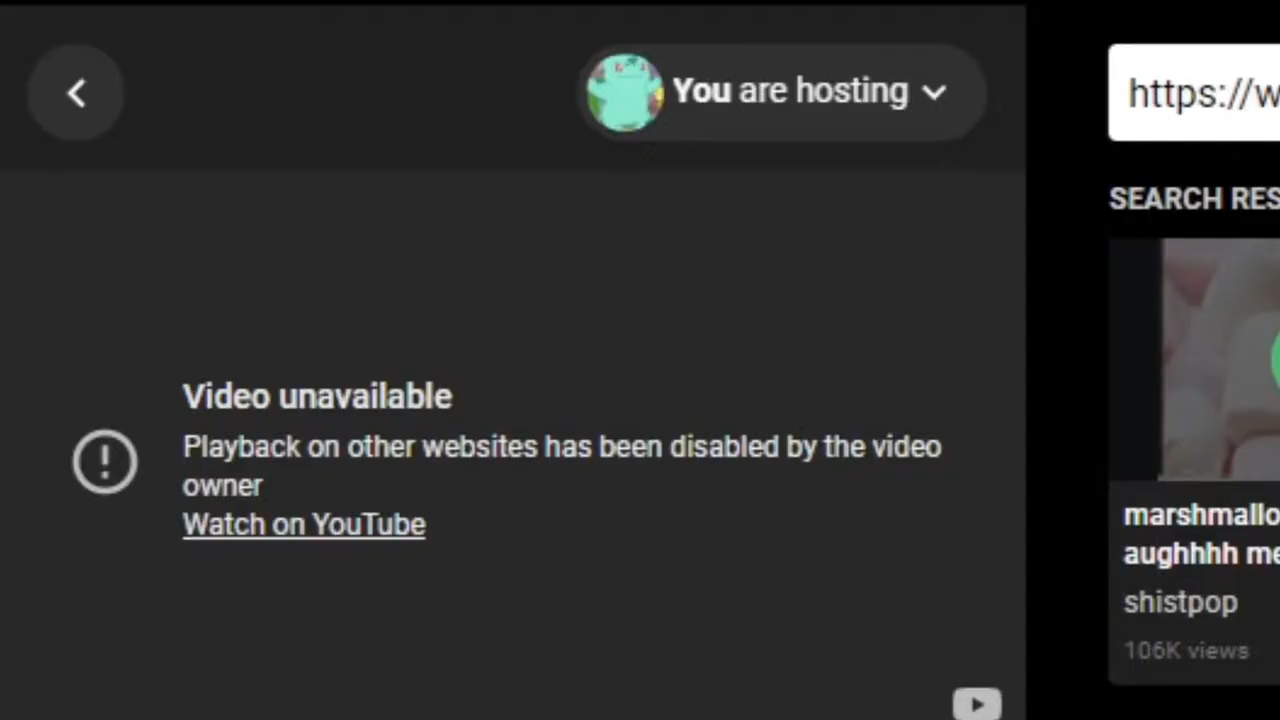 You are hosting
https://w
SEARCH RES
Video unavailable
Playback on other websites has been disabled by the video
owner
Watch on YouTube
marshmallo
aughhhh me
shistpop
106K views